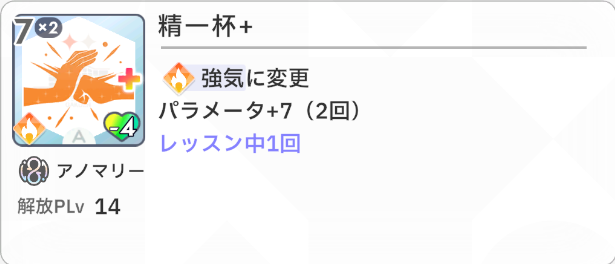 精一杯+
7 ×2
強気に変更
パラメータ+7（2回）
レッスン中1回
-4
A
アノマリー
解放PLv 14